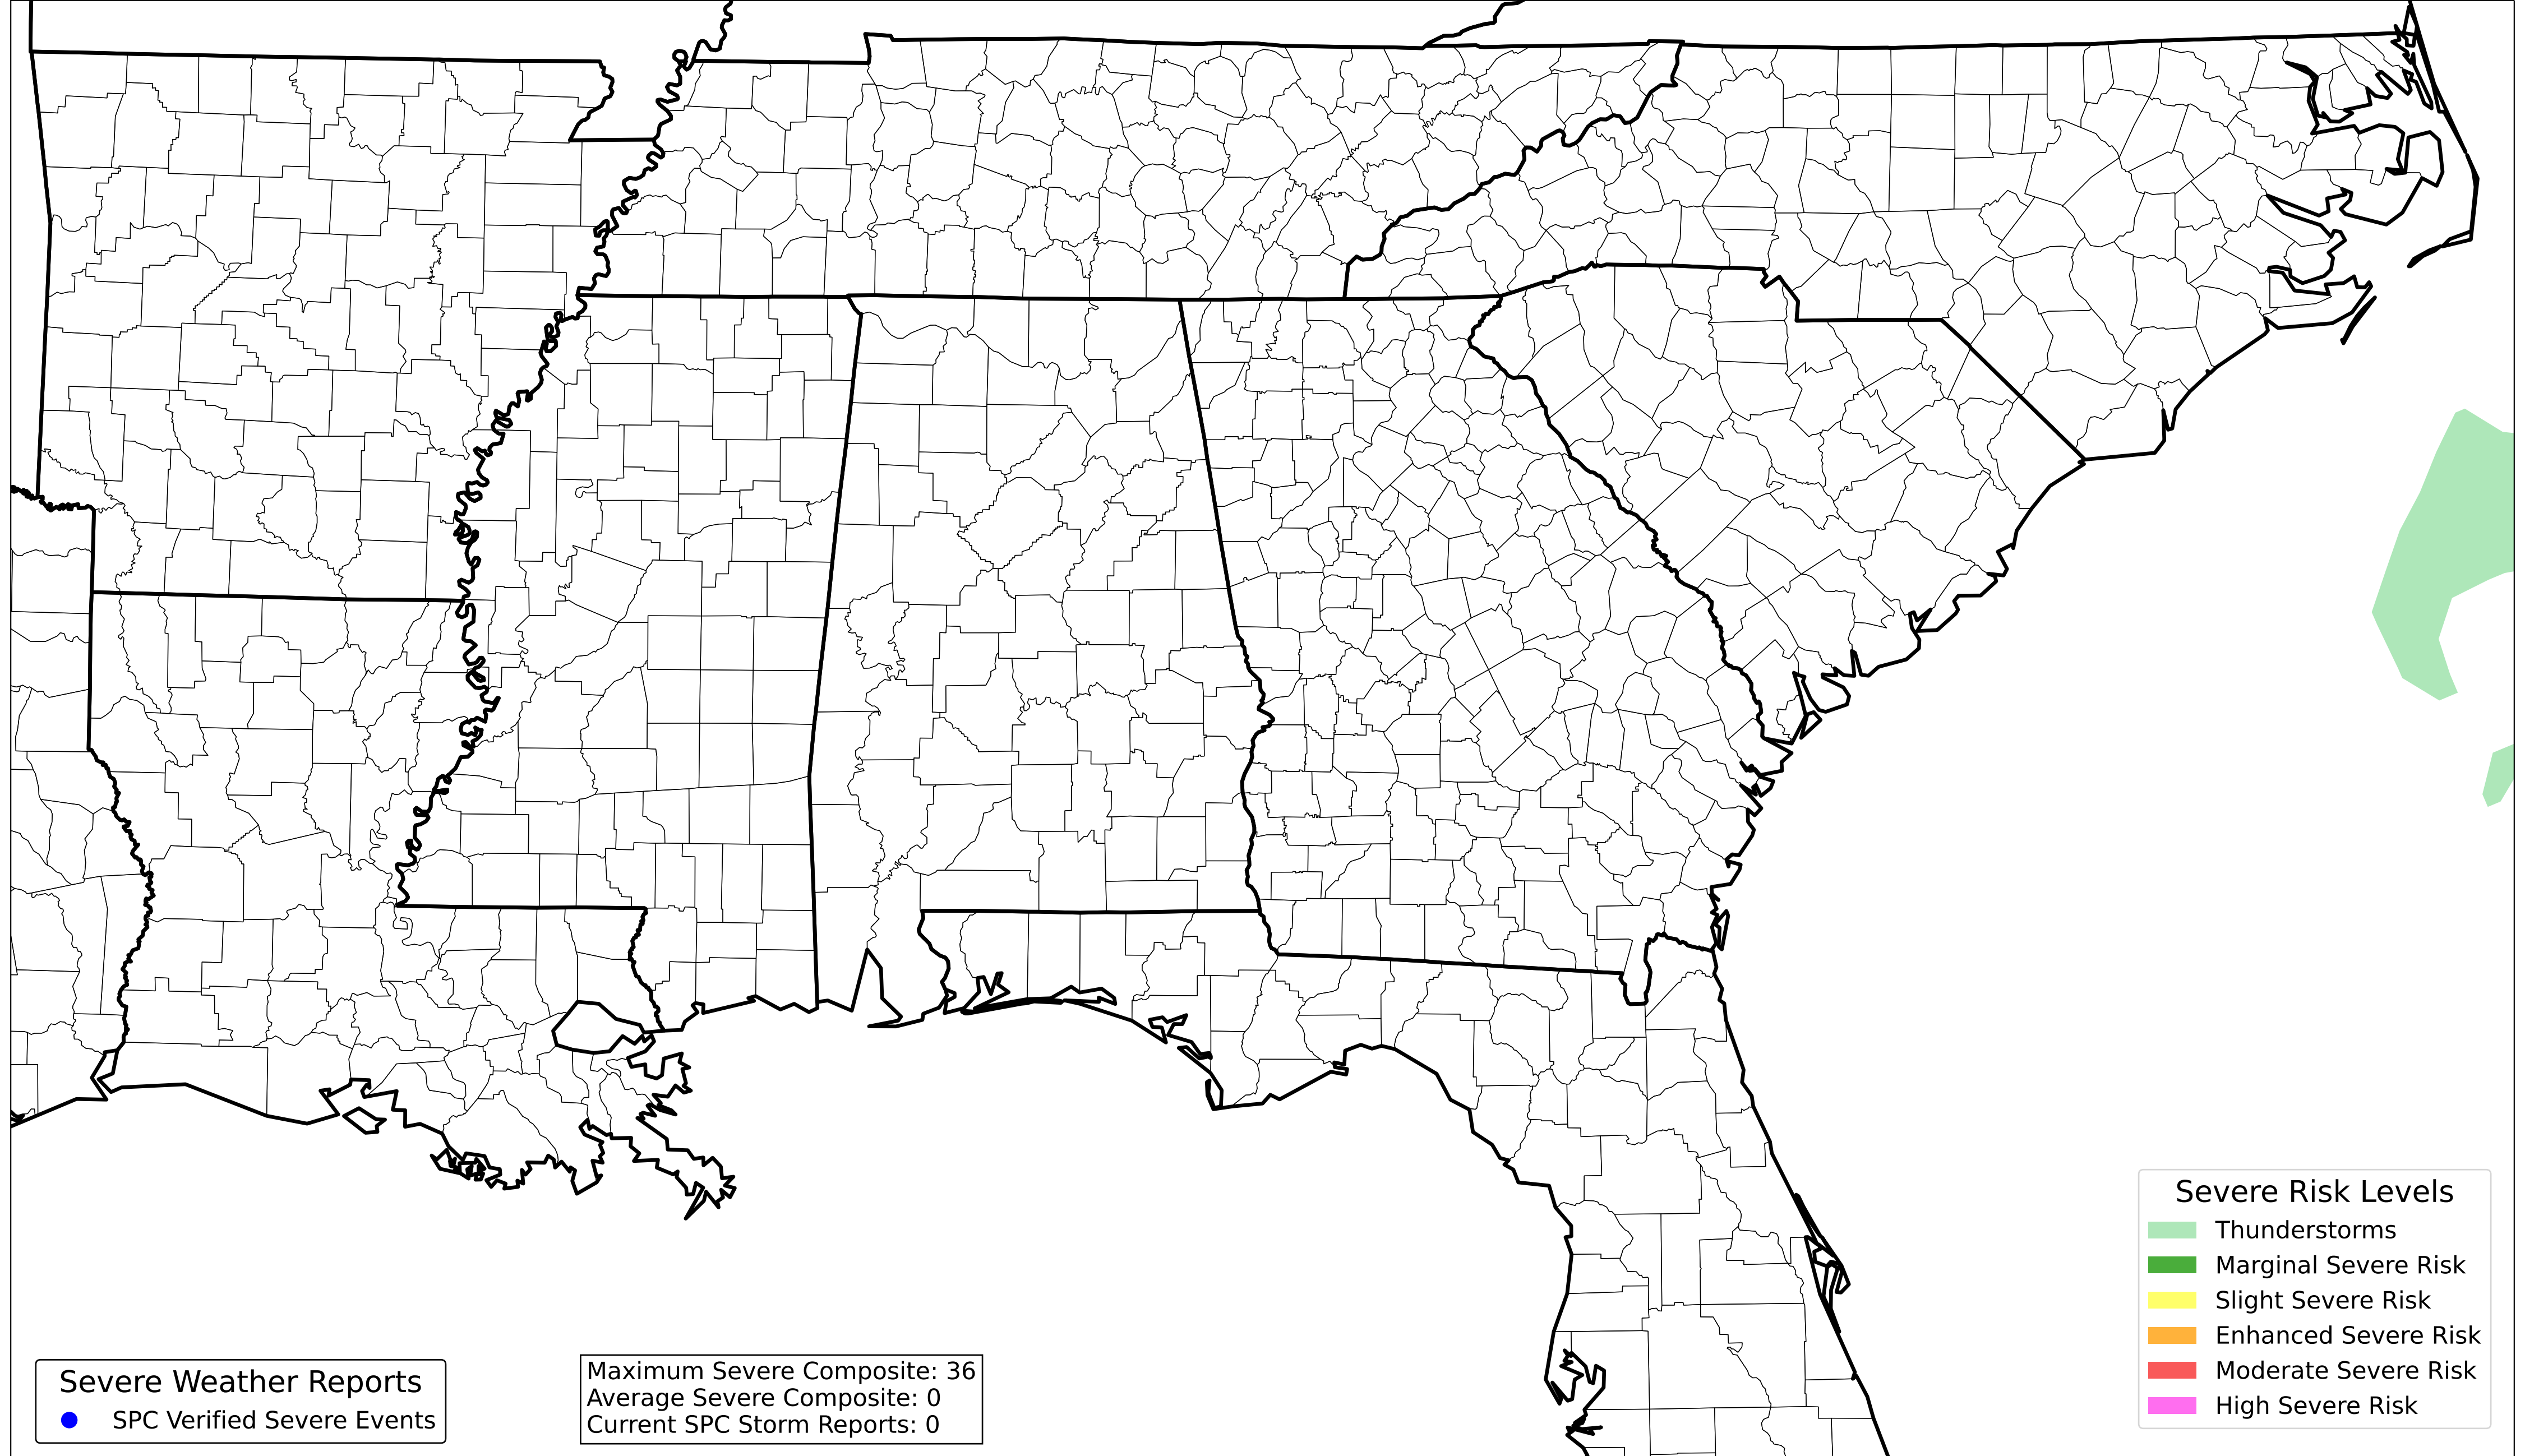 Severe Risk Levels
Thunderstorms
Marginal Severe Risk
Slight Severe Risk
Enhanced Severe Risk
Moderate Severe Risk
High Severe Risk
Severe Weather Reports
SPC Verified Severe Events
Maximum Severe Composite: 36
Average Severe Composite: 0
Current SPC Storm Reports: 0